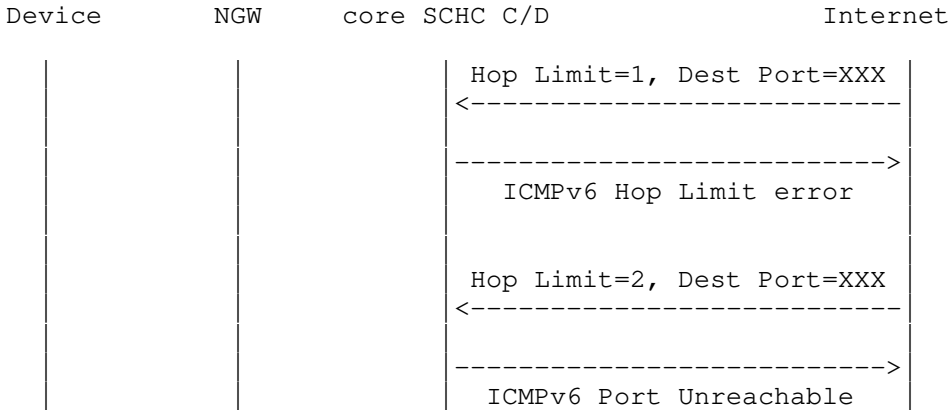 Device NGW core SCHC C/D Internet
Hop Limit=1, Dest Port=XXX
ICMPv6 Hop Limit error
Hop Limit=2, Dest Port=XXX
ICMPv6 Port Unreachable